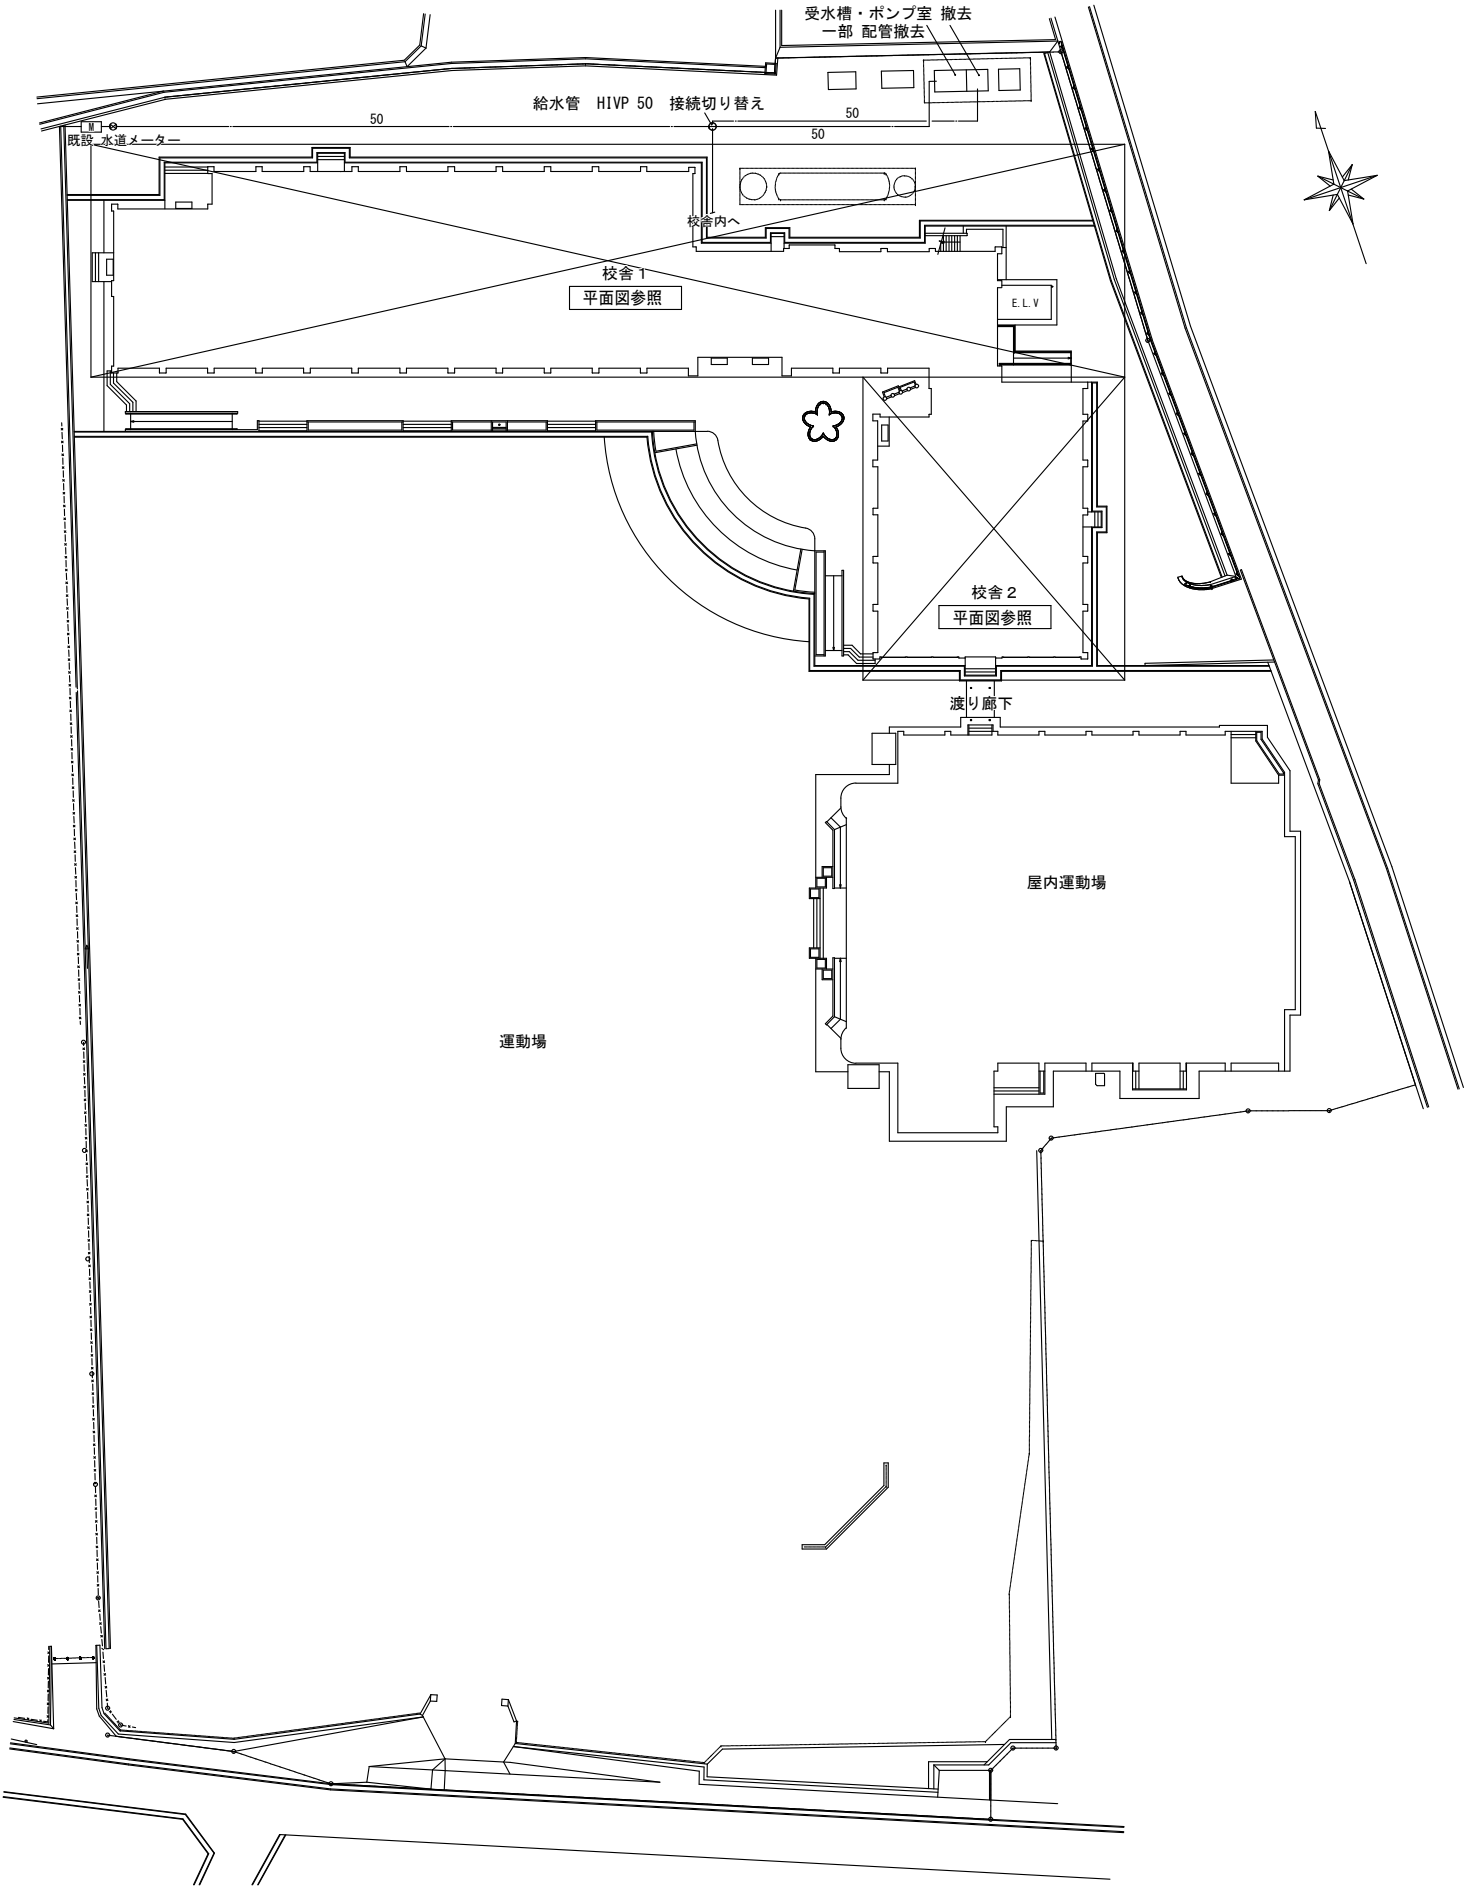 受水槽・ポンプ室 撤去
一部 配管撤去
給水管 HIVP 50 接続切り替え
50
50
50
M
既設 水道メーター
校舎内へ
校舎１
平面図参照
E.L.V
校舎２
平面図参照
渡り廊下
屋内運動場
運動場